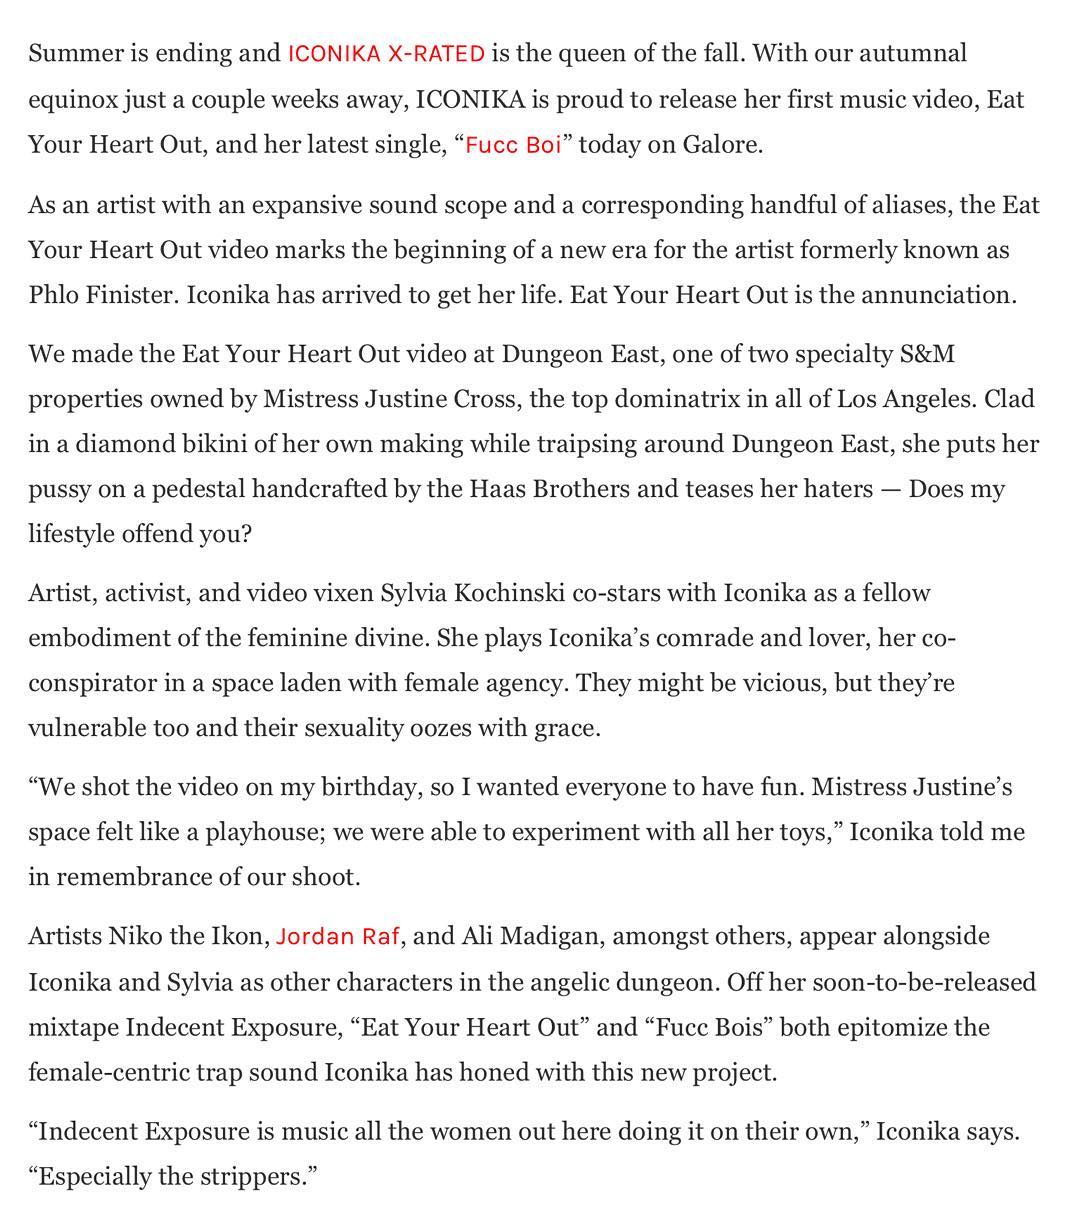 Summer is ending and ICONIKA X-RATED is the queen of the fall. With our autumnal
equinox just a couple weeks away, ICONIKA is proud to release her first music video, Eat
Your Heart Out, and her latest single, “Fucc Boi” today on Galore.
As an artist with an expansive sound scope and a corresponding handful of aliases, the Eat
Your Heart Out video marks the beginning of a new era for the artist formerly known as
Phlo Finister. Iconika has arrived to get her life. Eat Your Heart Out is the annunciation.
We made the Eat Your Heart Out video at Dungeon East, one of two specialty S&M
properties owned by Mistress Justine Cross, the top dominatrix in all of Los Angeles. Clad
in a diamond bikini of her own making while traipsing around Dungeon East, she puts her
pussy on a pedestal handcrafted by the Haas Brothers and teases her haters — Does my
lifestyle offend you?
Artist, activist, and video vixen Sylvia Kochinski co-stars with Iconika as a fellow
embodiment of the feminine divine. She plays Iconika’s comrade and lover, her co-
conspirator in a space laden with female agency. They might be vicious, but they’re
vulnerable too and their sexuality oozes with grace.
“We shot the video on my birthday, so I wanted everyone to have fun. Mistress Justine’s
space felt like a playhouse; we were able to experiment with all her toys,” Iconika told me
in remembrance of our shoot.
Artists Niko the Ikon, Jordan Raf, and Ali Madigan, amongst others, appear alongside
Iconika and Sylvia as other characters in the angelic dungeon. Off her soon-to-be-released
mixtape Indecent Exposure, “Eat Your Heart Out” and “Fucc Bois” both epitomize the
female-centric trap sound Iconika has honed with this new project.
“Indecent Exposure is music all the women out here doing it on their own,” Iconika says.
“Especially the strippers.”